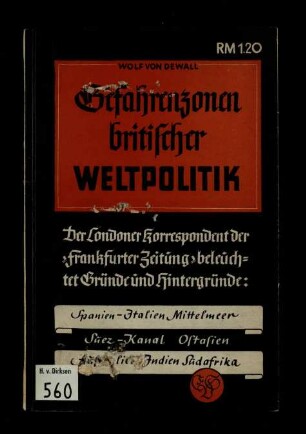 RM 1.20
WOLF VON DEWALL
Gefahrenzonen
britischer
WELTPOLITIK
Der Londoner Korrespondent der
›Frankfurter Zeitung‹ beleuch-
tet Gründe und Hintergründe:
Spanien-Italien, Mittelmeer
Suez-Kanal Ostasien
Indien Südafrika
H. v. Dirksen
560